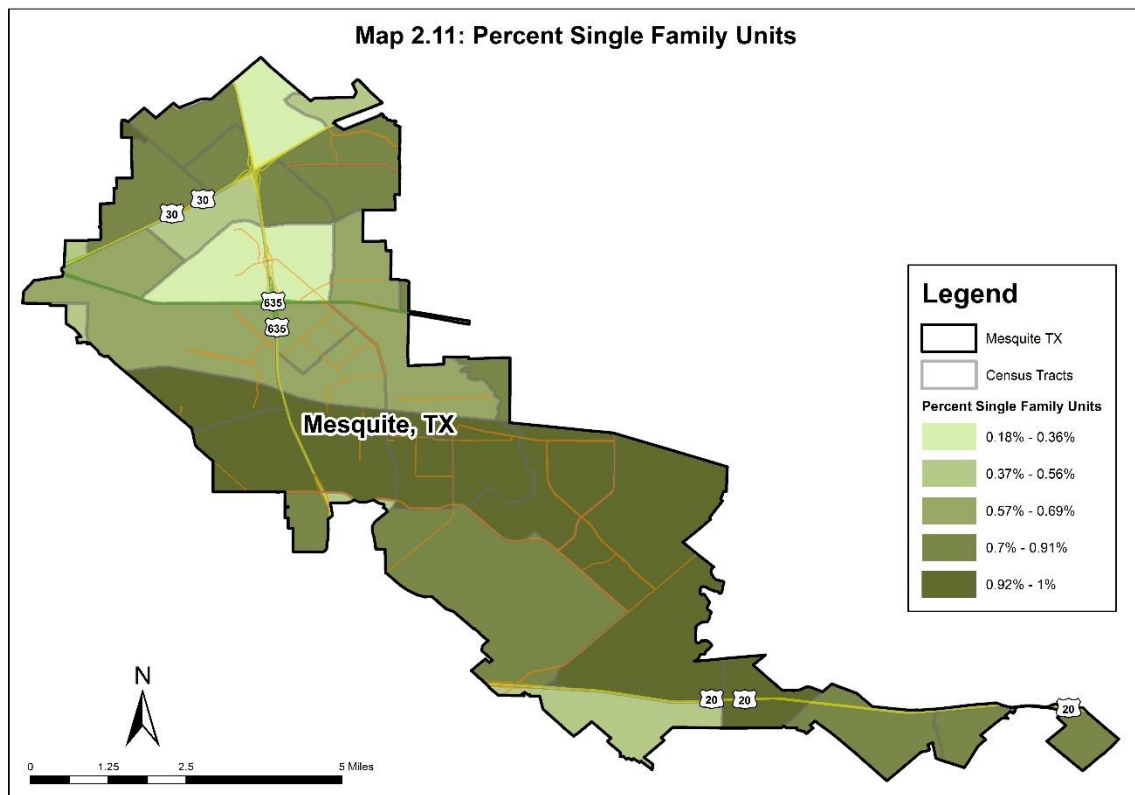 Map 2.11: Percent Single Family Units
30
30
635
635
Mesquite, TX
20
20
20
Legend
Mesquite TX
Census Tracts
Percent Single Family Units
0.18% - 0.36%
0.37% - 0.56%
0.57% - 0.69%
0.7% - 0.91%
0.92% - 1%
N
0 1.25 2.5 5 Miles